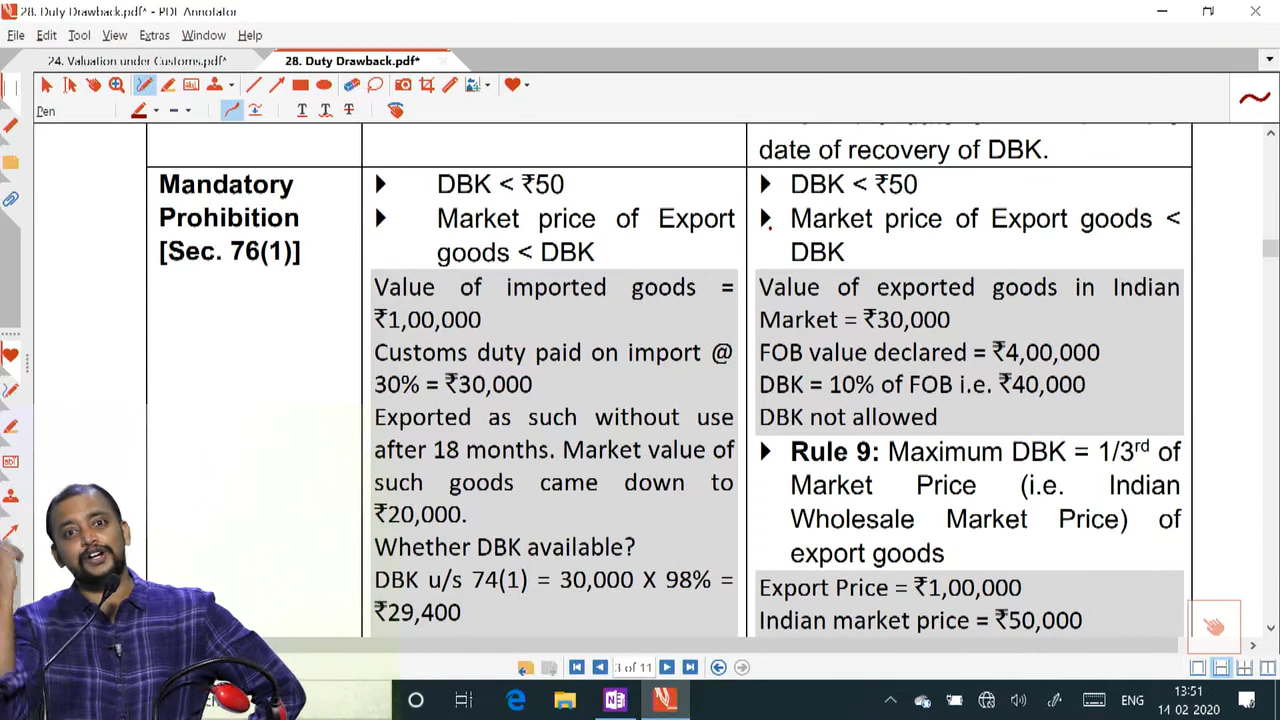 28. Duty Drawback.pdf* - PDF Annotator
File Edit Tool View Extras Window Help
24. Valuation under Customs.pdf*
28. Duty Drawback.pdf*
Pen
date of recovery of DBK.
Mandatory
Prohibition
[Sec. 76(1)]
DBK < ₹50
Market price of Export
goods < DBK
Value of imported goods =
₹1,00,000
Customs duty paid on import @
30% = ₹30,000
Exported as such without use
after 18 months. Market value of
such goods came down to
₹20,000.
Whether DBK available?
DBK u/s 74(1) = 30,000 X 98% =
₹29,400
DBK < ₹50
Market price of Export goods <
DBK
Value of exported goods in Indian
Market = ₹30,000
FOB value declared = ₹4,00,000
DBK = 10% of FOB i.e. ₹40,000
DBK not allowed
Rule 9: Maximum DBK = 1/3rd of
Market Price (i.e. Indian
Wholesale Market Price) of
export goods
Export Price = ₹1,00,000
Indian market price = ₹50,000
3 of 11
ENG
13:51
14-02-2020